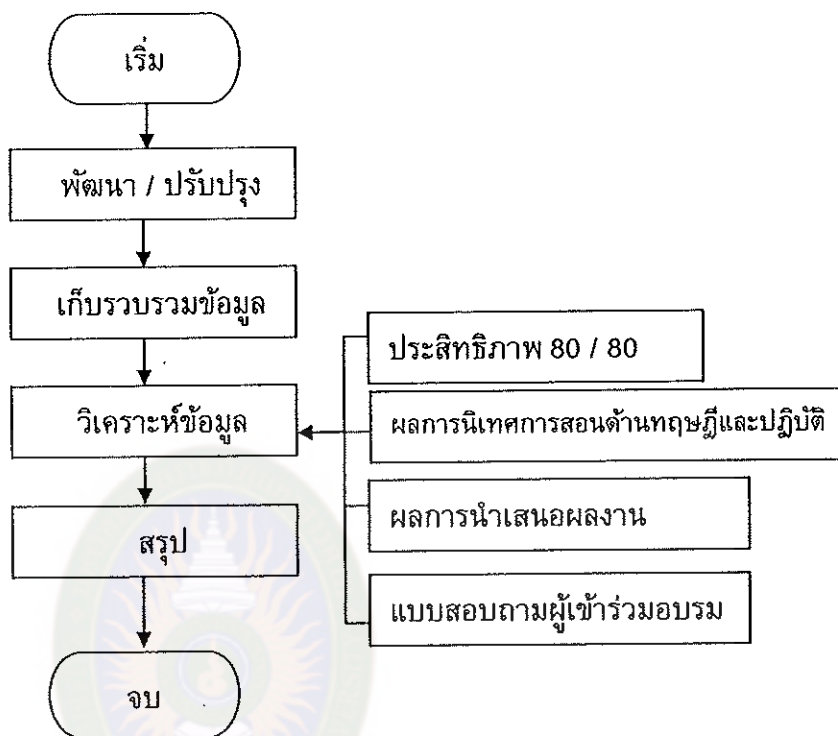 เริ่ม
พัฒนา / ปรับปรุง
เก็บรวบรวมข้อมูล
วิเคราะห์ข้อมูล
สรุป
จบ
ประสิทธิภาพ 80 / 80
ผลการนิเทศการสอนด้านทฤษฎีและปฎิบัติ
ผลการนำเสนอผลงาน
แบบสอบถามผู้เข้าร่วมอบรม